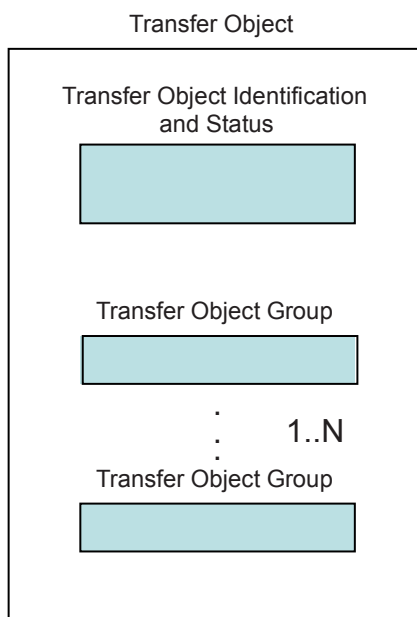 Transfer Object
Transfer Object Identification
and Status
Transfer Object Group
.
.
.
1..N
Transfer Object Group